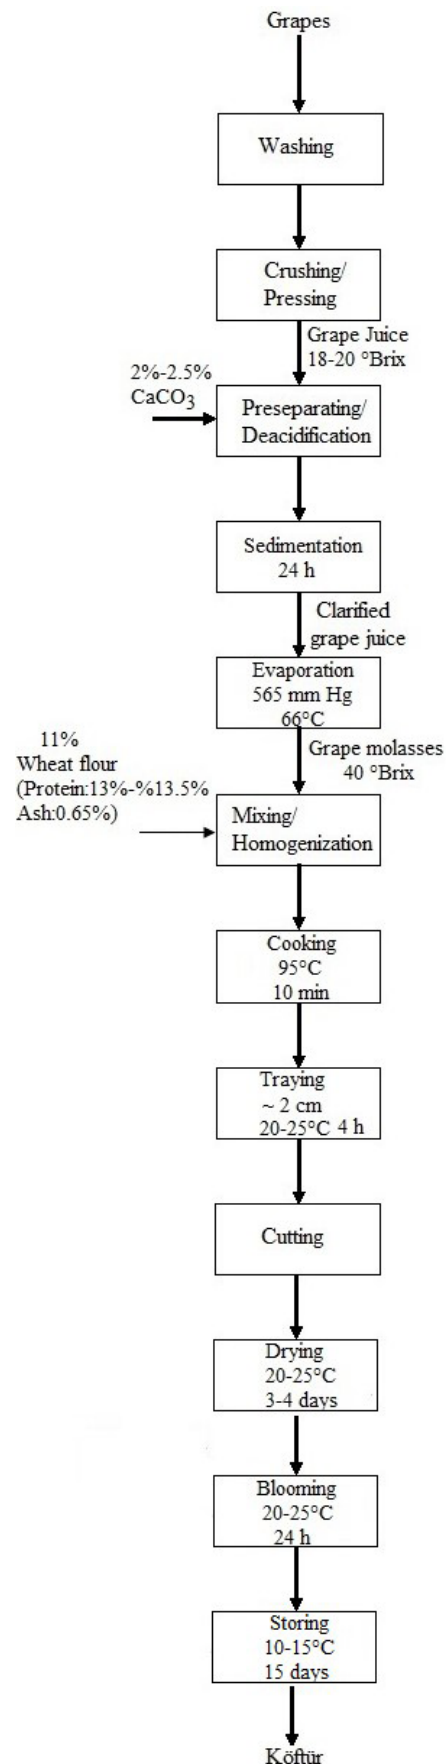 Grapes
Washing
Crushing/
Pressing
Grape Juice
18-20 °Brix
2%-2.5%
CaCO3
Preseparating/
Deacidification
Sedimentation
24 h
Clarified
grape juice
Evaporation
565 mm Hg
66°C
Grape molasses
40 °Brix
11%
Wheat flour
(Protein:13%-%13.5%
Ash:0.65%)
Mixing/
Homogenization
Cooking
95°C
10 min
Traying
~ 2 cm
20-25°C 4 h
Cutting
Drying
20-25°C
3-4 days
Blooming
20-25°C
24 h
Storing
10-15°C
15 days
Köftür